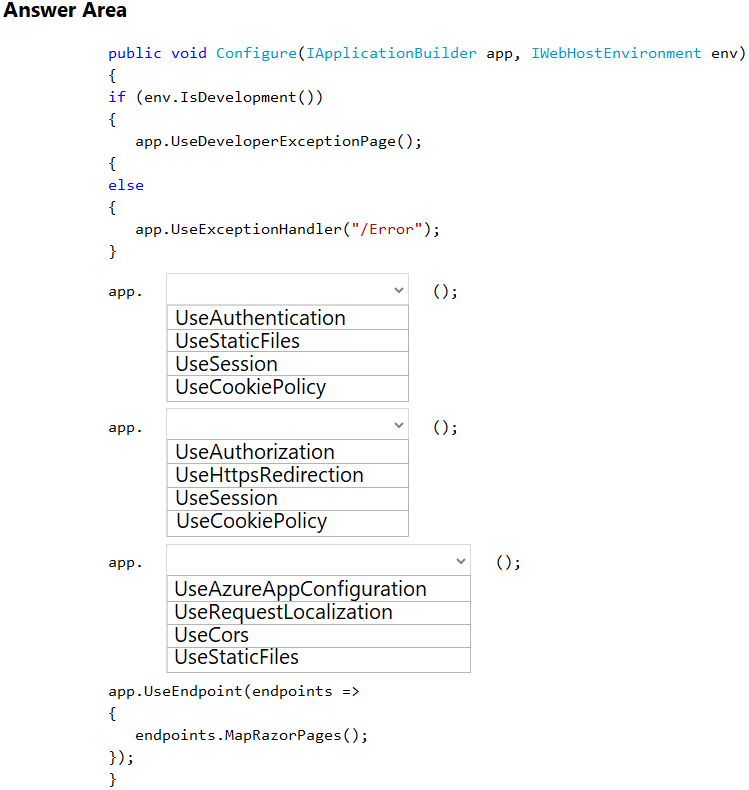 Answer Area
public void Configure(IApplicationBuilder app, IWebHostEnvironment env)
{
if (env.IsDevelopment())
{
app.UseDeveloperExceptionPage();
{
else
{
app.UseExceptionHandler("/Error");
}
app. ();
UseAuthentication
UseStaticFiles
UseSession
UseCookiePolicy
app. ();
UseAuthorization
UseHttpsRedirection
UseSession
UseCookiePolicy
app. ();
UseAzureAppConfiguration
UseRequestLocalization
UseCors
UseStaticFiles
app.UseEndpoint(endpoints =>
{
endpoints.MapRazorPages();
});
}